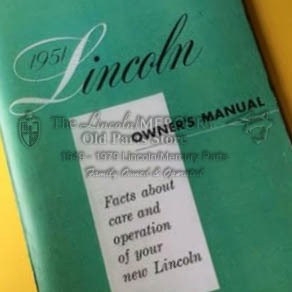 1951
Lincoln
OWNER'S MANUAL
The Lincoln/MERCURY
Old Parts Store
1949 - 1979 Lincoln/Mercury Parts
Family Owned & Operated
Facts about
care and
operation
of your
new Lincoln